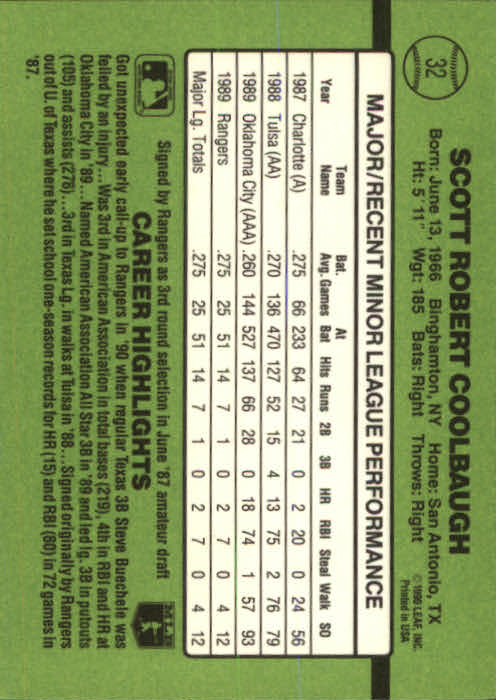 32
SCOTT ROBERT COOLBAUGH
Born: June 13, 1966 Binghamton, NY Home: San Antonio, TX
Ht: 5'11" Wgt: 185 Bats: Right Throws: Right
© 1990 LEAF, INC.
Printed in USA
MAJOR/RECENT MINOR LEAGUE PERFORMANCE
Team Bat. At
Year Name Avg. Games Bat Hits Runs 2B 3B HR RBI Steal Walk SO
1987 Charlotte (A) .275 66 233 64 27 21 0 2 20 0 24 56
1988 Tulsa (AA) .270 136 470 127 52 15 4 13 75 2 76 79
1989 Oklahoma City (AAA) .260 144 527 137 66 28 0 18 74 1 57 93
1989 Rangers .275 25 51 14 7 1 0 2 7 0 4 12
Major Lg. Totals .275 25 51 14 7 1 0 2 7 0 4 12
Signed by Rangers as 3rd round selection in June '87 amateur draft
CAREER HIGHLIGHTS
MLB
Got unexpected early call-up to Rangers in '90 when regular Texas 3B Steve Buechele was
felled by an injury...Was 3rd in American Association in total bases (219), 4th in RBI and HR at
Oklahoma City in '89...Named American Association All Star 3B in '89 and led lg. 3B in putouts
(105) and assists (278)...3rd in Texas Lg. in walks at Tulsa in '88...Signed originally by Rangers
out of U. of Texas where he set school one-season records for HR (15) and RBI (60) in 72 games in
'87.